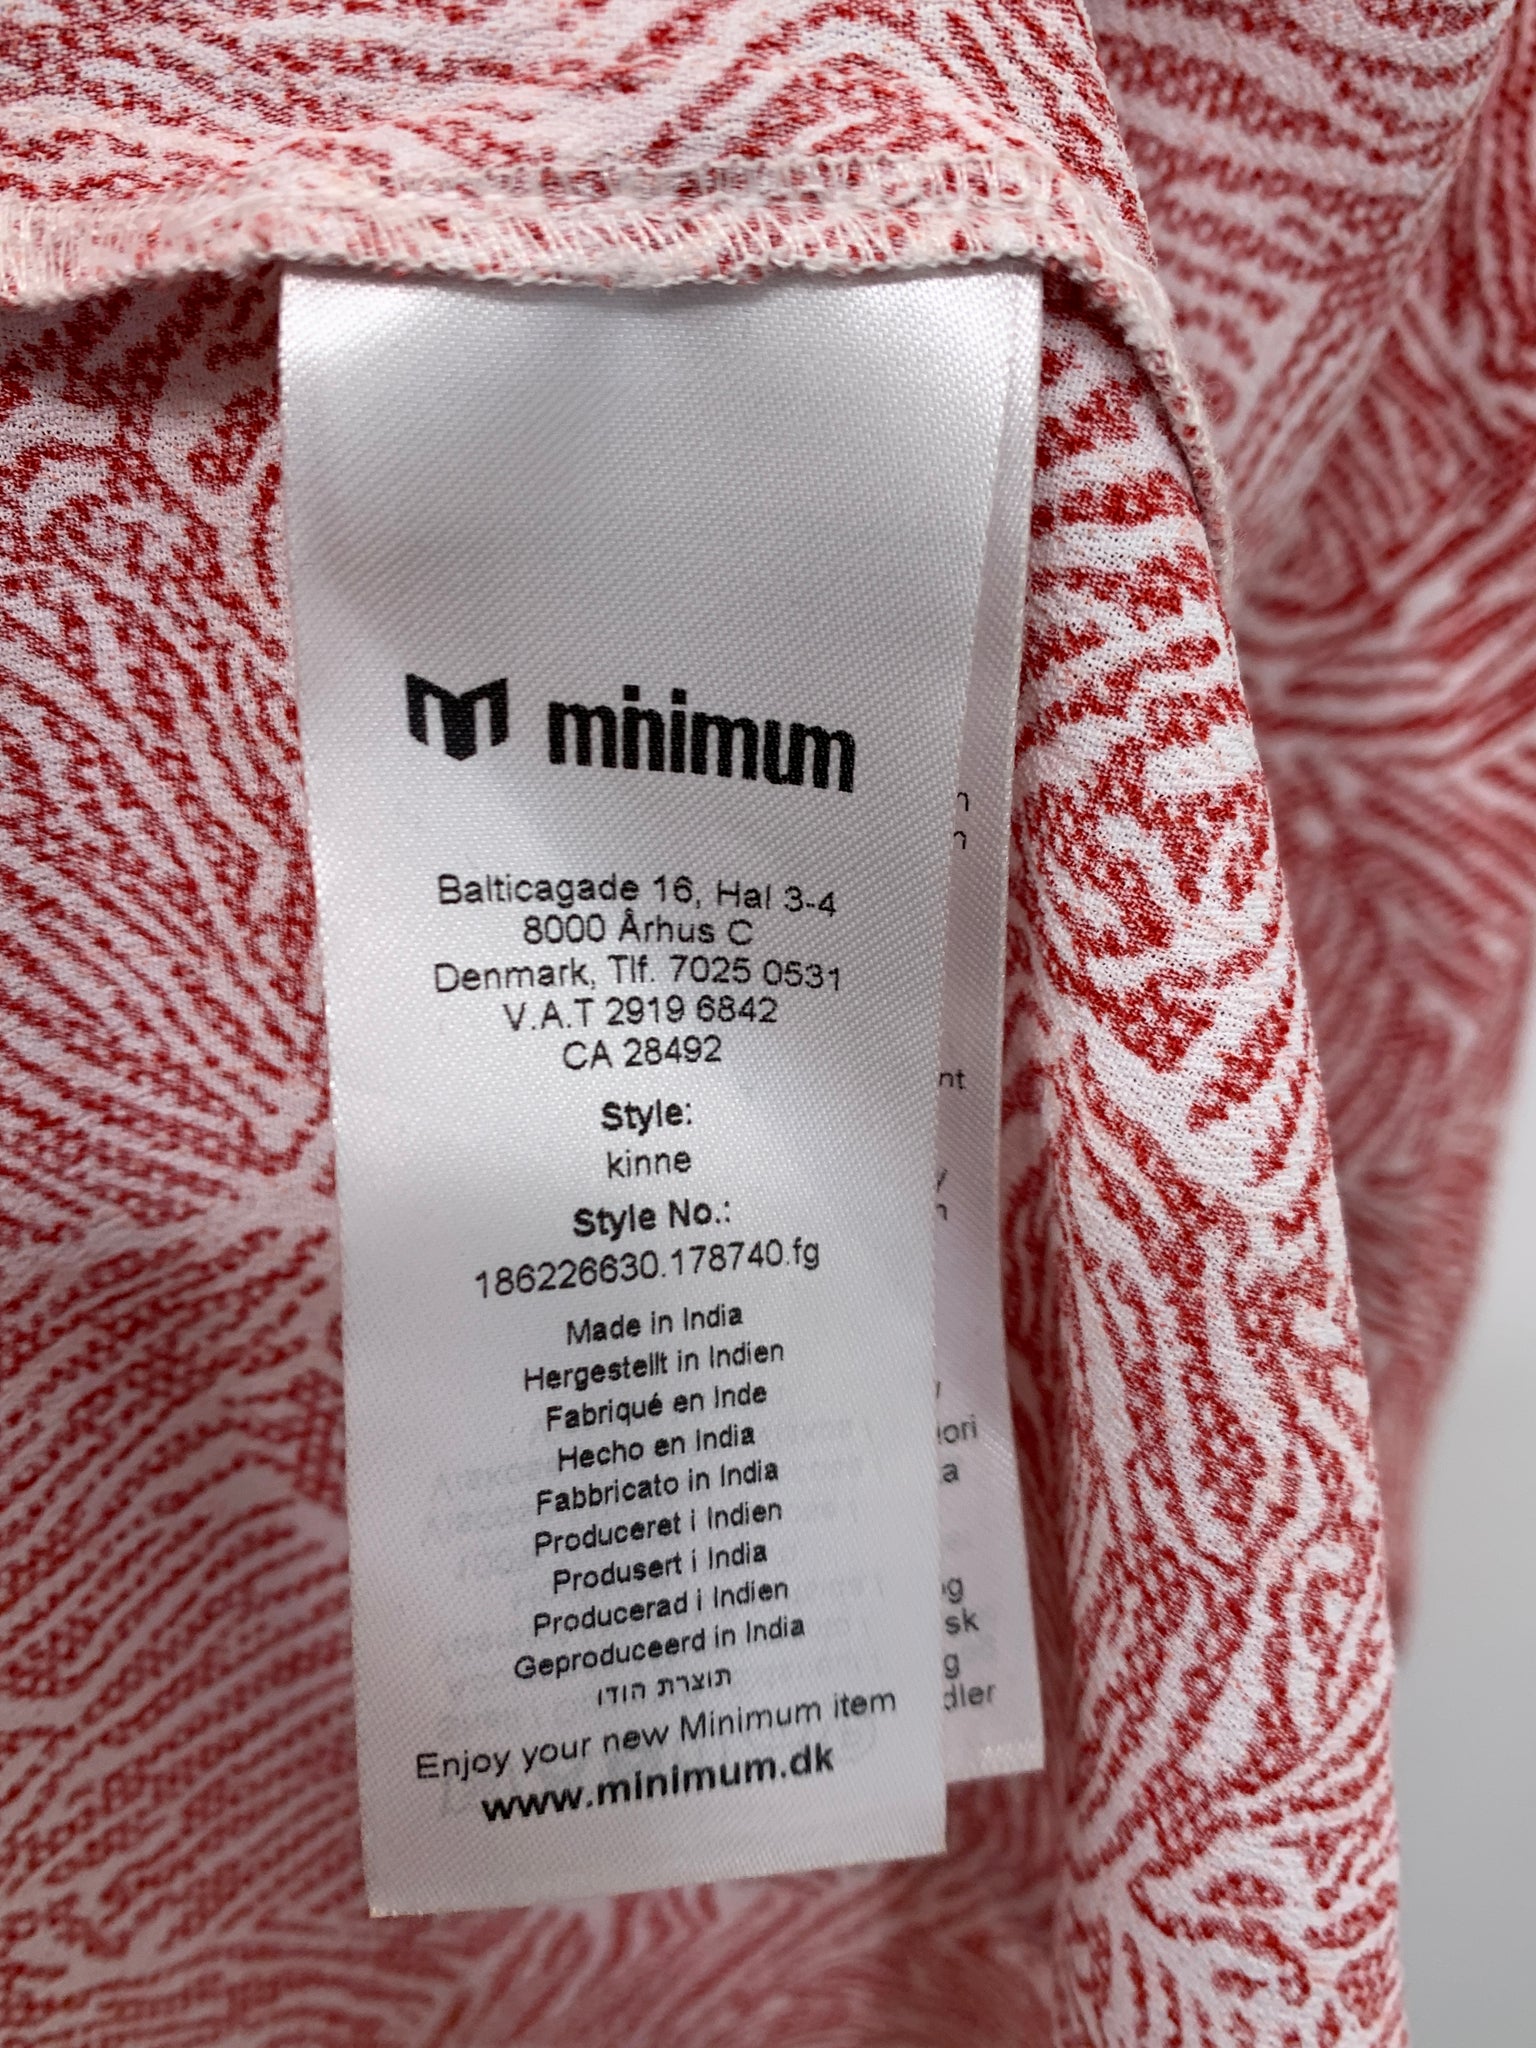 minimum
Balticagade 16, Hal 3-4
8000 Århus C
Denmark, Tlf. 7025 0531
V.A.T 2919 6842
CA 28492
Style:
kinne
Style No.:
186226630.178740.fg
Made in India
Hergestellt in Indien
Fabriqué en Inde
Hecho en India
Fabbricato in India
Produceret i Indien
Produsert i India
Producerad i Indien
Geproduceerd in India
תוצרת הודו
Enjoy your new Minimum item
www.minimum.dk